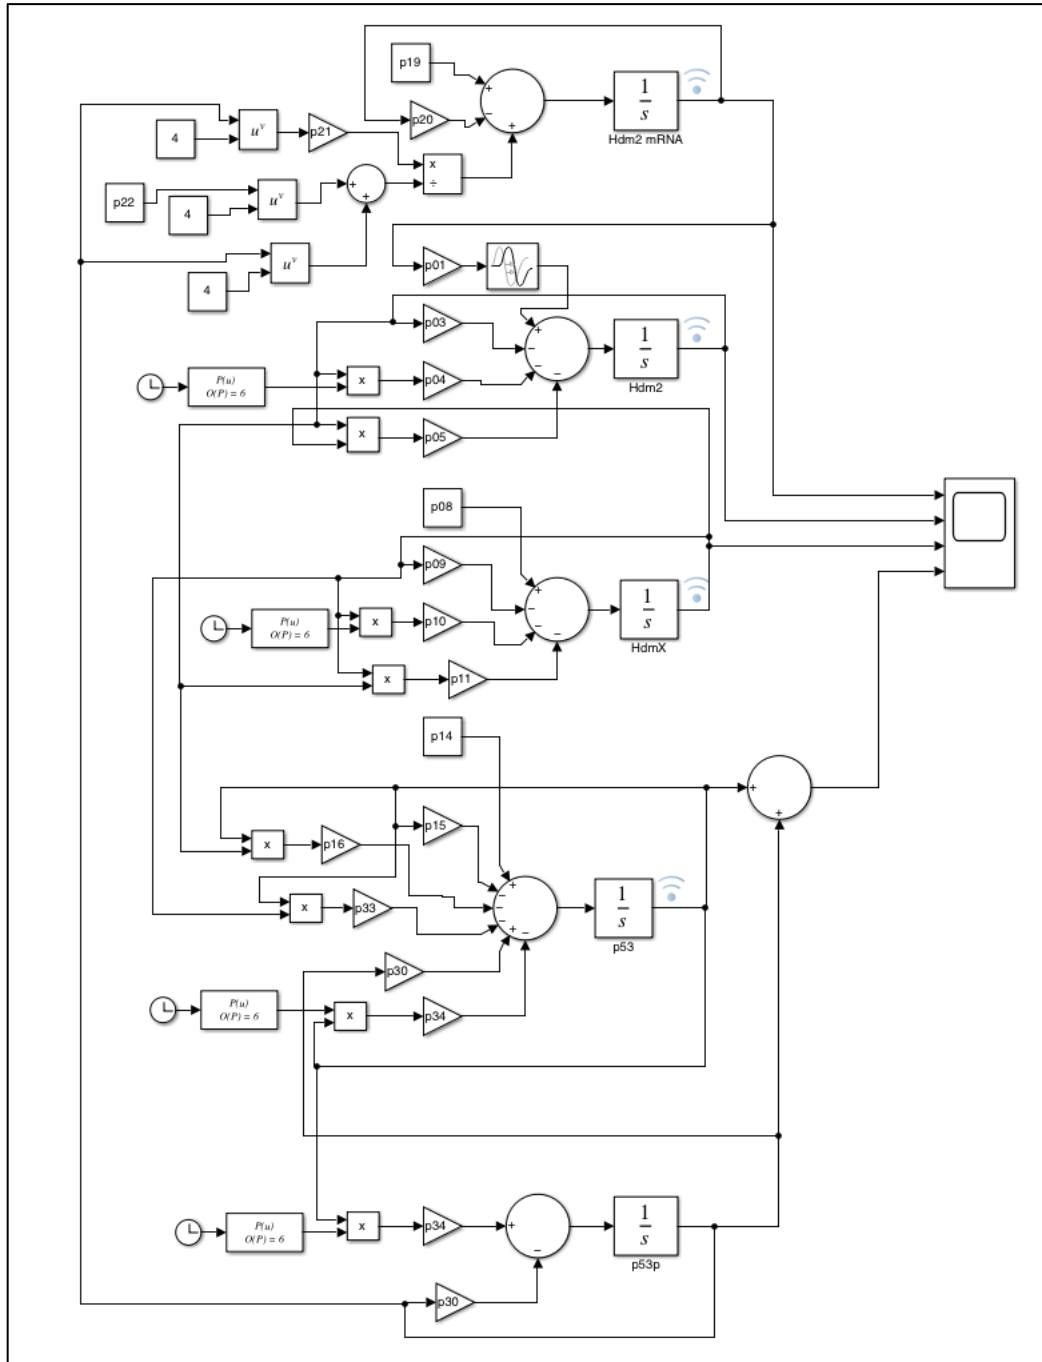 p19
+
−
+
p20
1
s
Hdm2 mRNA
4
u^v
p21
x
÷
p22
4
u^v
+
+
4
u^v
p01
p03
+
−
−
−
1
s
Hdm2
P(u)
O(P) = 6
x
p04
x
p05
p08
p09
+
−
−
−
1
s
HdmX
P(u)
O(P) = 6
x
p10
x
p11
p14
+
+
x
p16
p15
+
−
−
−
+
−
1
s
p53
x
p33
p30
P(u)
O(P) = 6
x
p34
P(u)
O(P) = 6
x
p34
+
−
1
s
p53p
p30